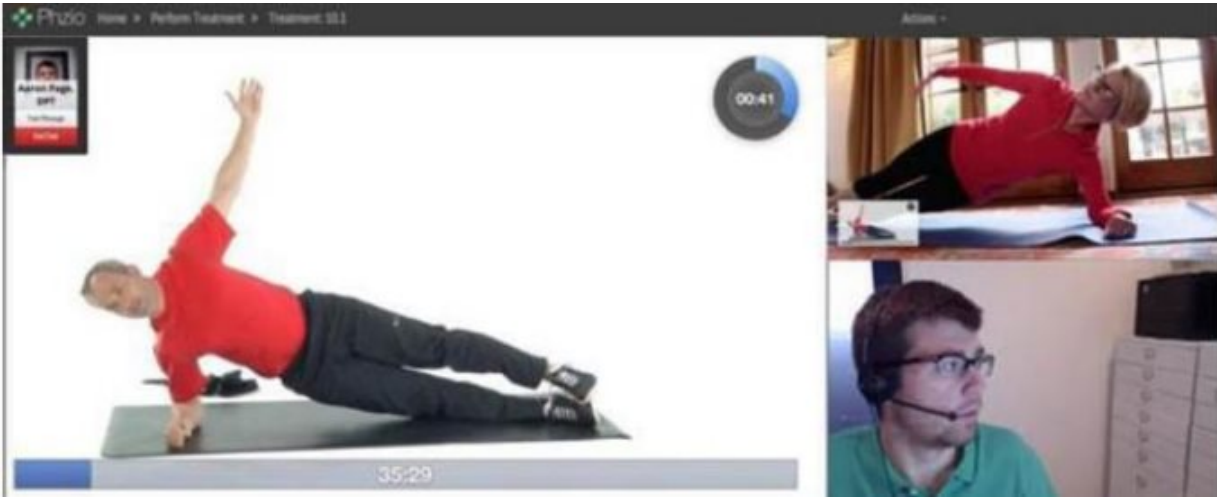 Phzio Home > Perform Treatment > Treatment: 10.1 Actions
Aaron Page,
DPT
00:41
35:29